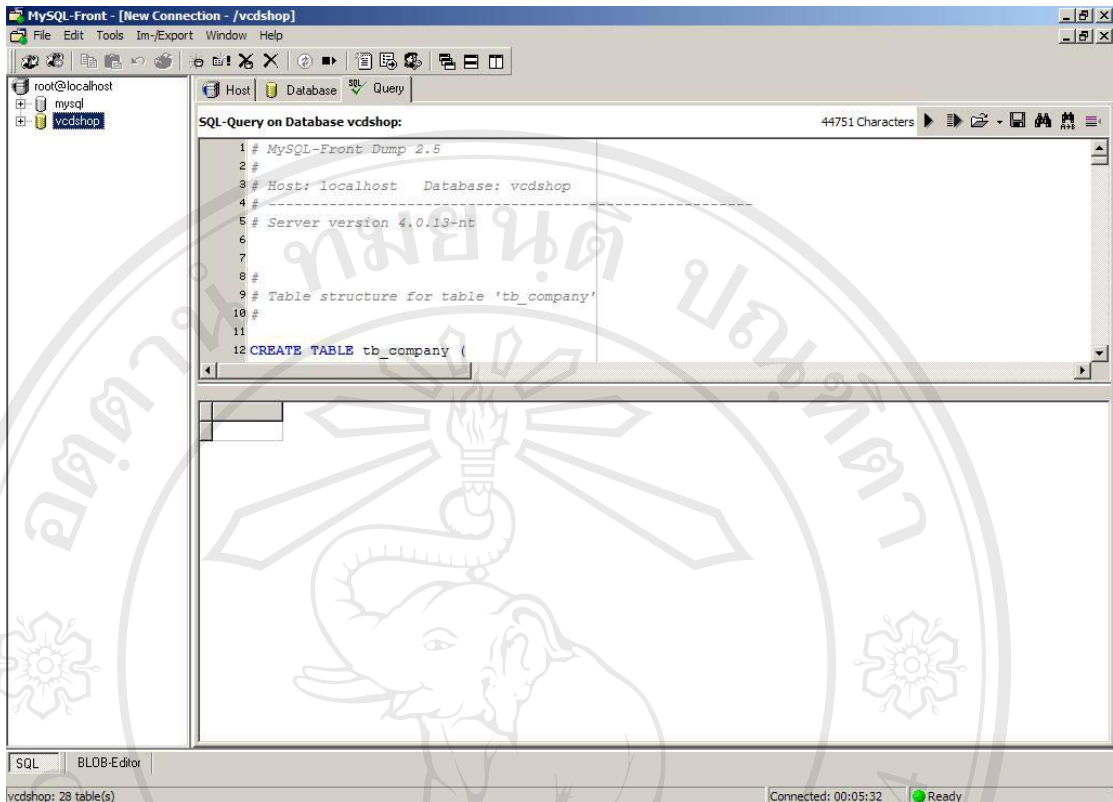 MySQL-Front - [New Connection - /vcdshop]
File Edit Tools Im-/Export Window Help
root@localhost
mysql
vcdshop
Host Database SQL Query
SQL-Query on Database vcdshop:
44751 Characters
1 # MySQL-Front Dump 2.5
2 #
3 # Host: localhost Database: vcdshop
4 # --------------------------------------------------------
5 # Server version 4.0.13-nt
6
7
8 #
9 # Table structure for table 'tb_company'
10 #
11
12 CREATE TABLE tb_company (
SQL BLOB-Editor
vcdshop: 28 table(s)
Connected: 00:05:32
Ready